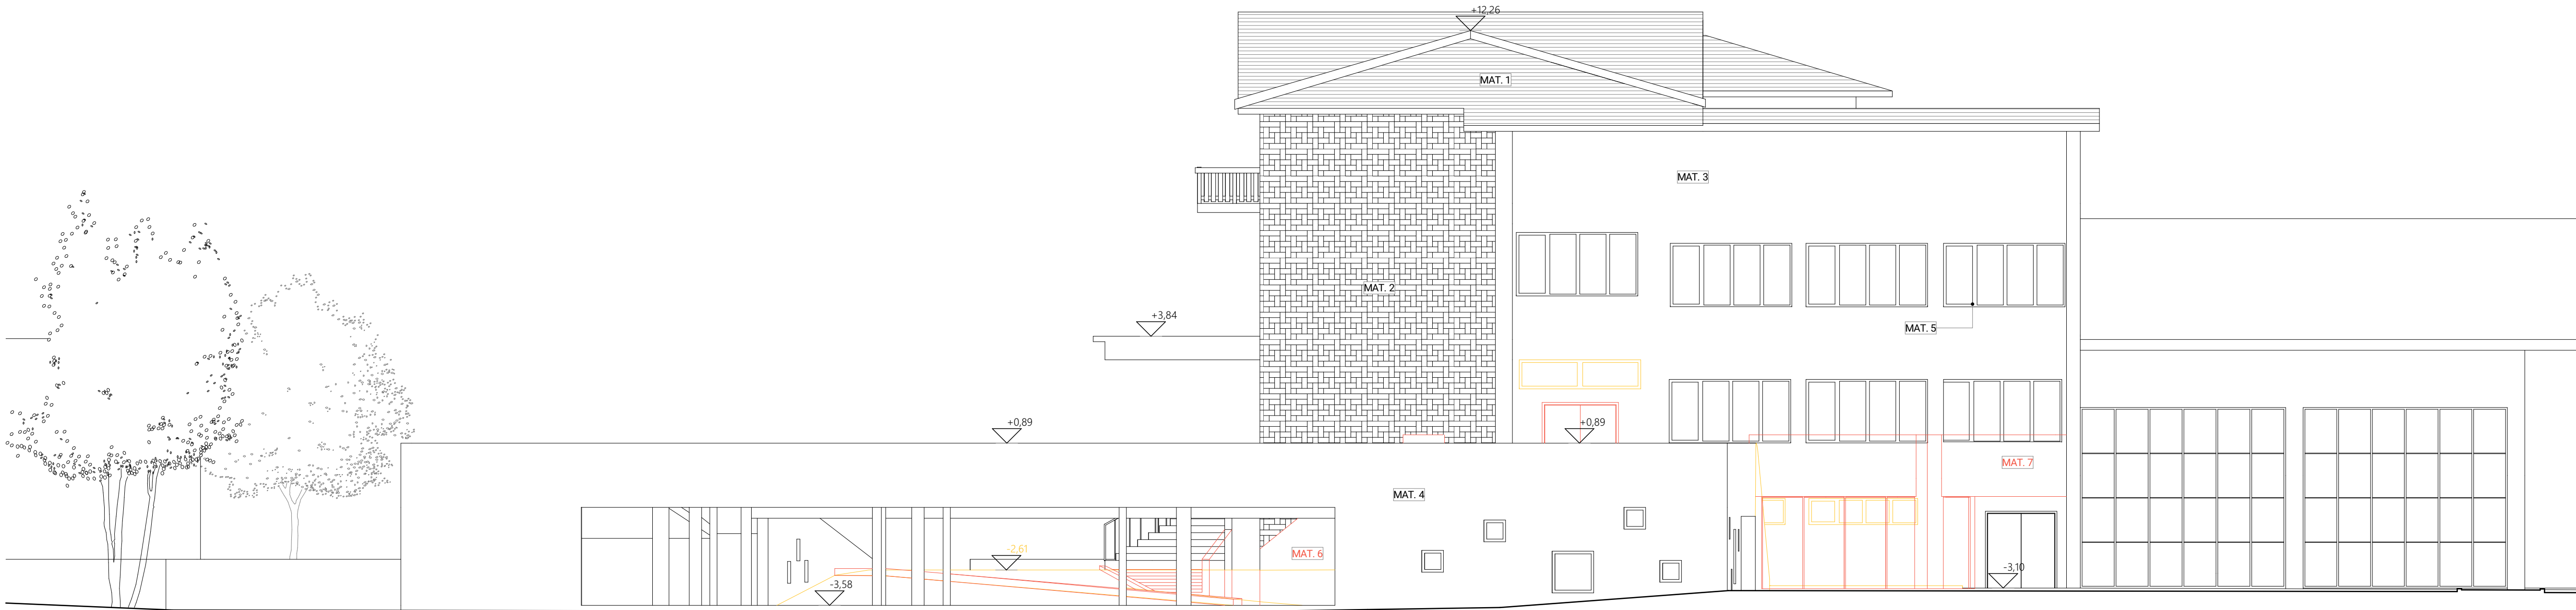 +12,26
MAT. 1
MAT. 3
MAT. 2
+3,84
MAT. 5
+0,89
+0,89
MAT. 7
MAT. 4
-2,61
MAT. 6
-3,10
-3,58